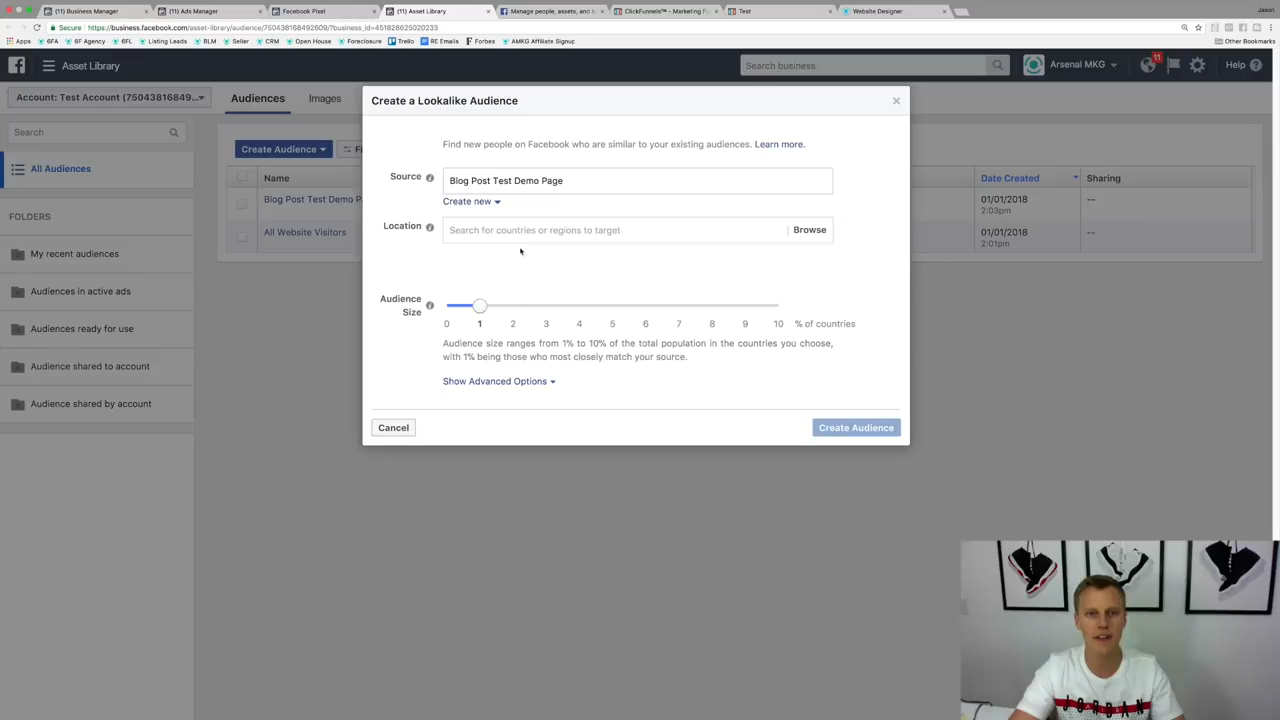 (11) Business Manager
(11) Ads Manager
Facebook Pixel
(11) Asset Library
Manage people, assets, and b
ClickFunnels™ - Marketing Fu
Test
Website Designer
Jason
Secure
https://business.facebook.com/asset-library/audience/750438168492609/?business_id=451828625020233
Apps
6FA
6F Agency
6FL
Listing Leads
BLM
Seller
CRM
Open House
Foreclosure
Trello
RE Emails
Forbes
AMKG Affiliate Signup
Other Bookmarks
Asset Library
Search business
Arsenal MKG
11
Help
Account: Test Account (75043816849...
Audiences
Images
Search
All Audiences
FOLDERS
My recent audiences
Audiences in active ads
Audiences ready for use
Audience shared to account
Audience shared by account
Create Audience
Fi
Name
Date Created
Sharing
Blog Post Test Demo P
01/01/2018
2:03pm
--
All Website Visitors
01/01/2018
2:01pm
--
Create a Lookalike Audience
Find new people on Facebook who are similar to your existing audiences. Learn more.
Source
Blog Post Test Demo Page
Create new
Location
Search for countries or regions to target
Browse
Audience
Size
0 1 2 3 4 5 6 7 8 9 10 % of countries
Audience size ranges from 1% to 10% of the total population in the countries you choose,
with 1% being those who most closely match your source.
Show Advanced Options
Cancel
Create Audience
JORDAN